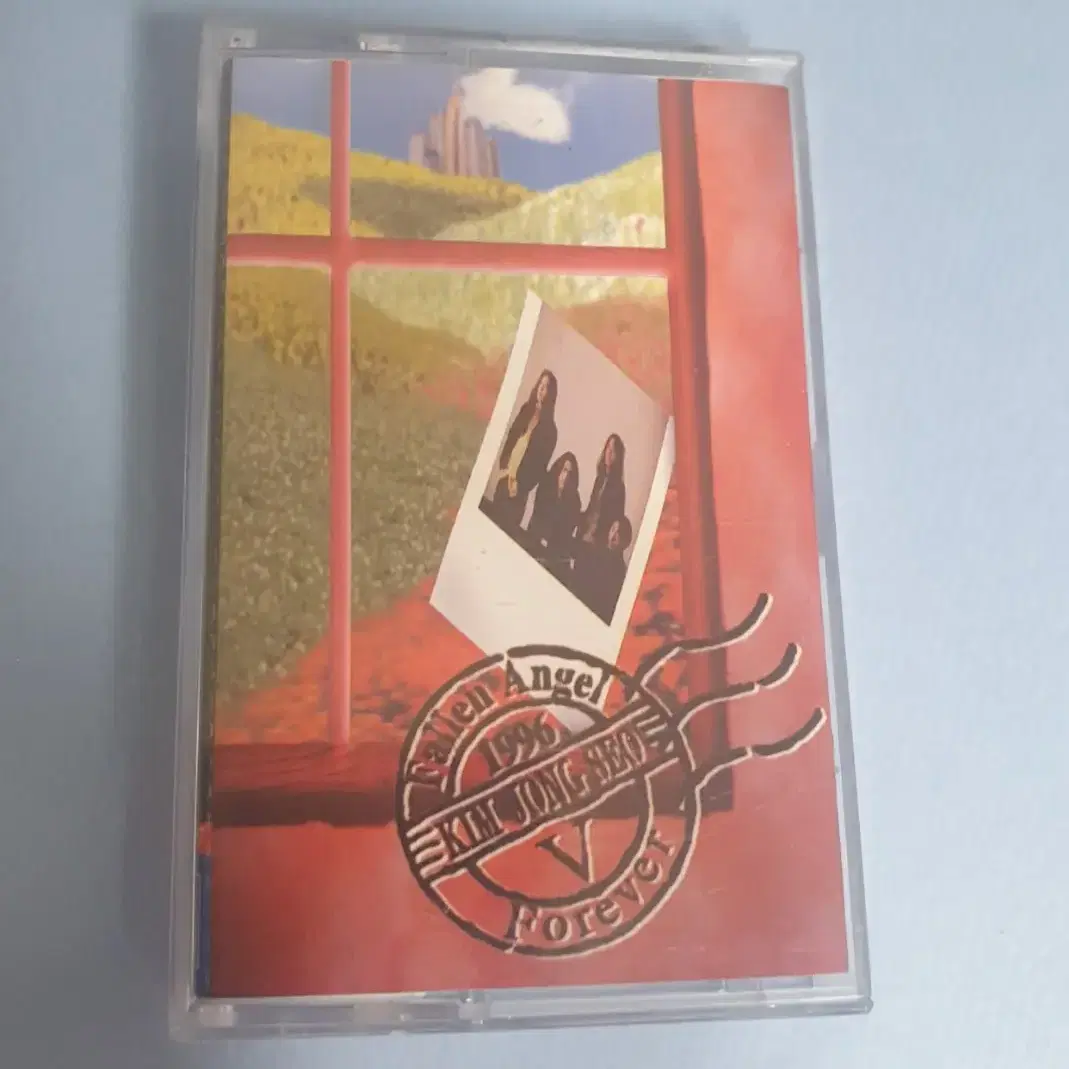 Fallen Angel
1996
KIM JONG SEO
V
Forever